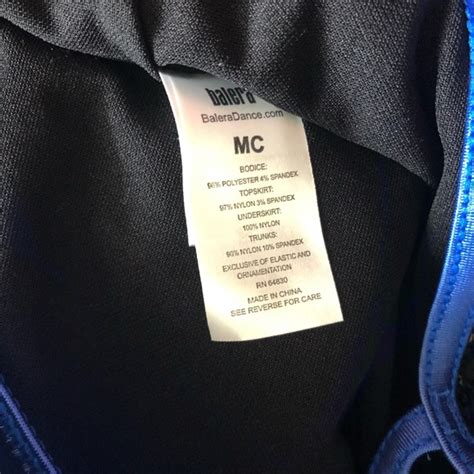 balera
BaleraDance.com
MC
BODICE:
96% POLYESTER 4% SPANDEX
TOPSKIRT:
97% NYLON 3% SPANDEX
UNDERSKIRT:
100% NYLON
TRUNKS:
90% NYLON 10% SPANDEX
EXCLUSIVE OF ELASTIC AND
ORNAMENTATION
RN 64830
MADE IN CHINA
SEE REVERSE FOR CARE